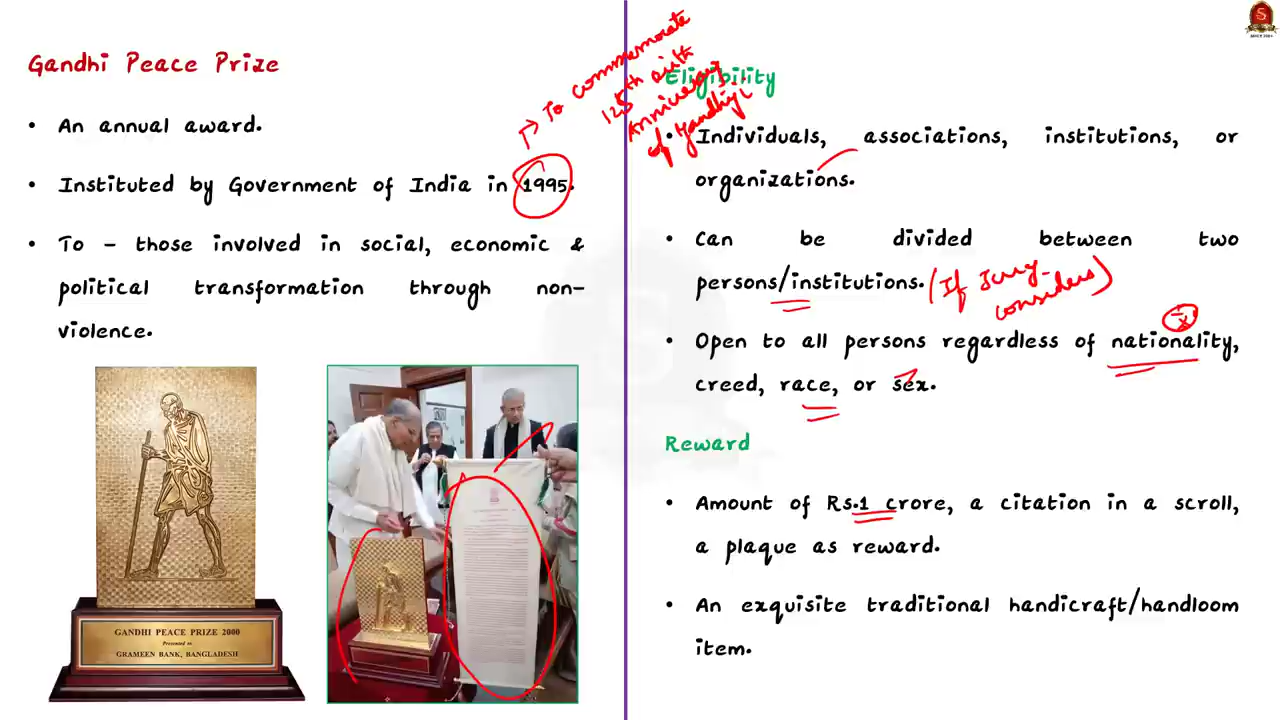 Gandhi Peace Prize
• An annual award.
• Instituted by Government of India in 1995.
• To – those involved in social, economic &
political transformation through non-
violence.
GANDHI PEACE PRIZE 2000
Presented to
GRAMEEN BANK, BANGLADESH
To commemorate
125th birth
Anniversary
of Gandhiji
Eligibility
• Individuals, associations, institutions, or
organizations.
• Can be divided between two
persons/institutions. (If Jury
considers)
• Open to all persons regardless of nationality,
creed, race, or sex.
Reward
• Amount of Rs.1 crore, a citation in a scroll,
a plaque as reward.
• An exquisite traditional handicraft/handloom
item.
S